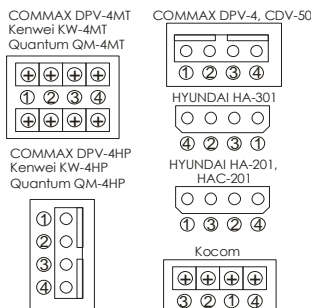 COMMAX DPV-4MT
Kenwei KW-4MT
Quantum QM-4MT
① ② ③ ④
COMMAX DPV-4HP
Kenwei KW-4HP
Quantum QM-4HP
①
②
③
④
COMMAX DPV-4, CDV-50
① ② ③ ④
HYUNDAI HA-301
④ ② ③ ①
HYUNDAI HA-201,
HAC-201
① ③ ② ④
Kocom
③ ② ① ④